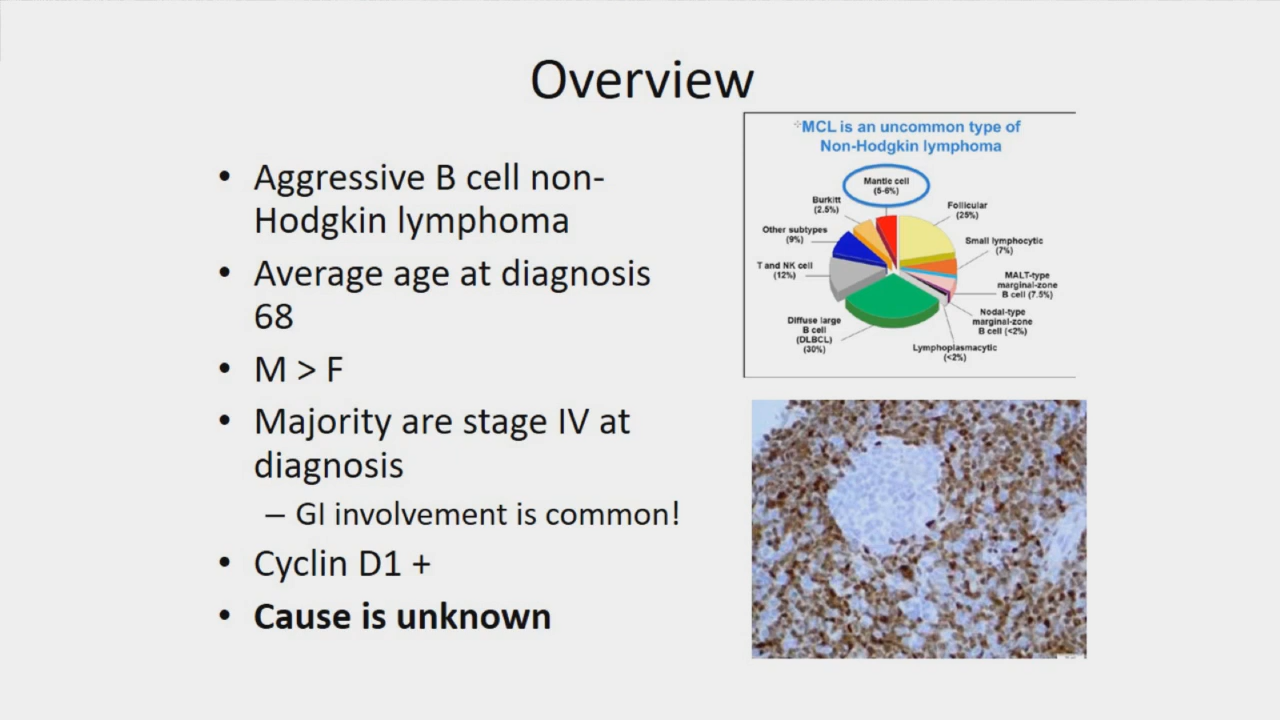 Overview
• Aggressive B cell non-
Hodgkin lymphoma
• Average age at diagnosis
68
• M > F
• Majority are stage IV at
diagnosis
– GI involvement is common!
• Cyclin D1 +
• Cause is unknown
MCL is an uncommon type of
Non-Hodgkin lymphoma
Mantle cell
(5-6%)
Burkitt
(2.5%)
Follicular
(25%)
Other subtypes
(9%)
Small lymphocytic
(7%)
T and NK cell
(12%)
MALT-type
marginal-zone
B cell (7.5%)
Nodal-type
marginal-zone
B cell (<2%)
Diffuse large
B cell
(DLBCL)
(30%)
Lymphoplasmacytic
(<2%)